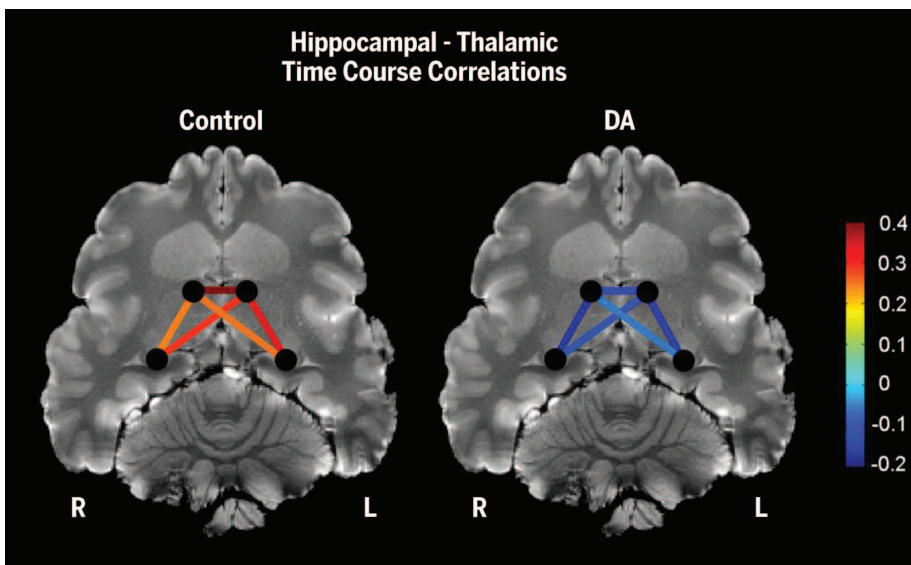 Hippocampal - Thalamic
Time Course Correlations
Control
DA
0.4
0.3
0.2
0.1
0
-0.1
-0.2
R
L
R
L